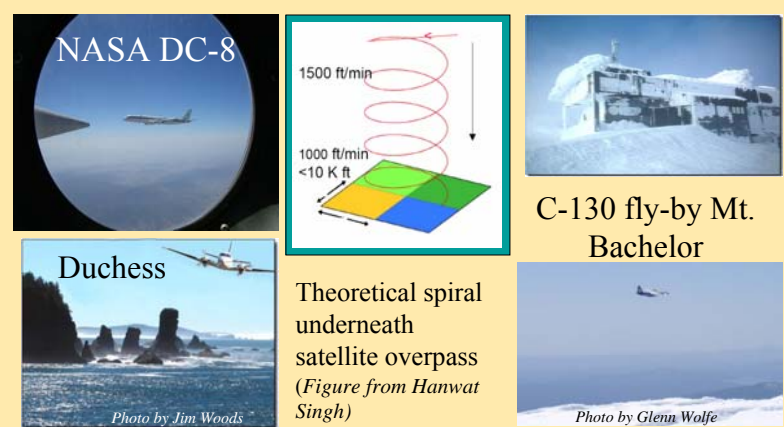 NASA DC-8
1500 ft/min
1000 ft/min
<10 K ft
C-130 fly-by Mt.
Bachelor
Duchess
Photo by Jim Woods
Theoretical spiral
underneath
satellite overpass
(Figure from Hanwat
Singh)
Photo by Glenn Wolfe